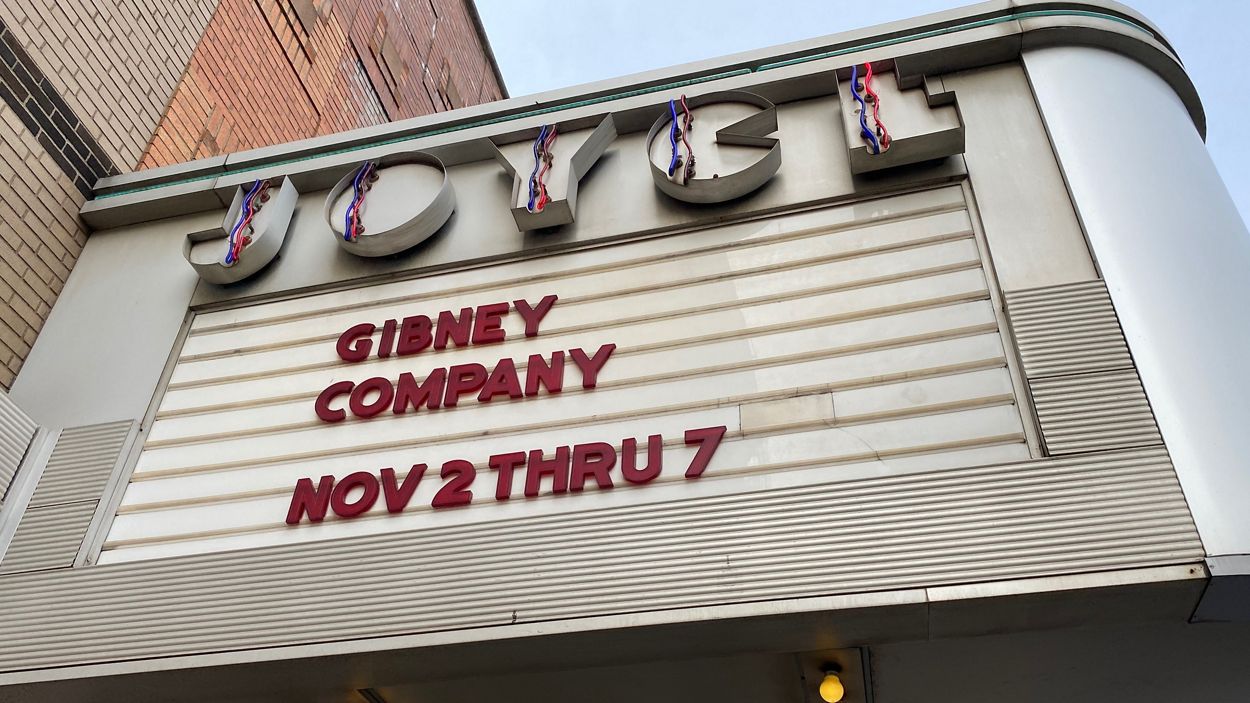 JOYCE
GIBNEY
COMPANY
NOV 2 THRU 7